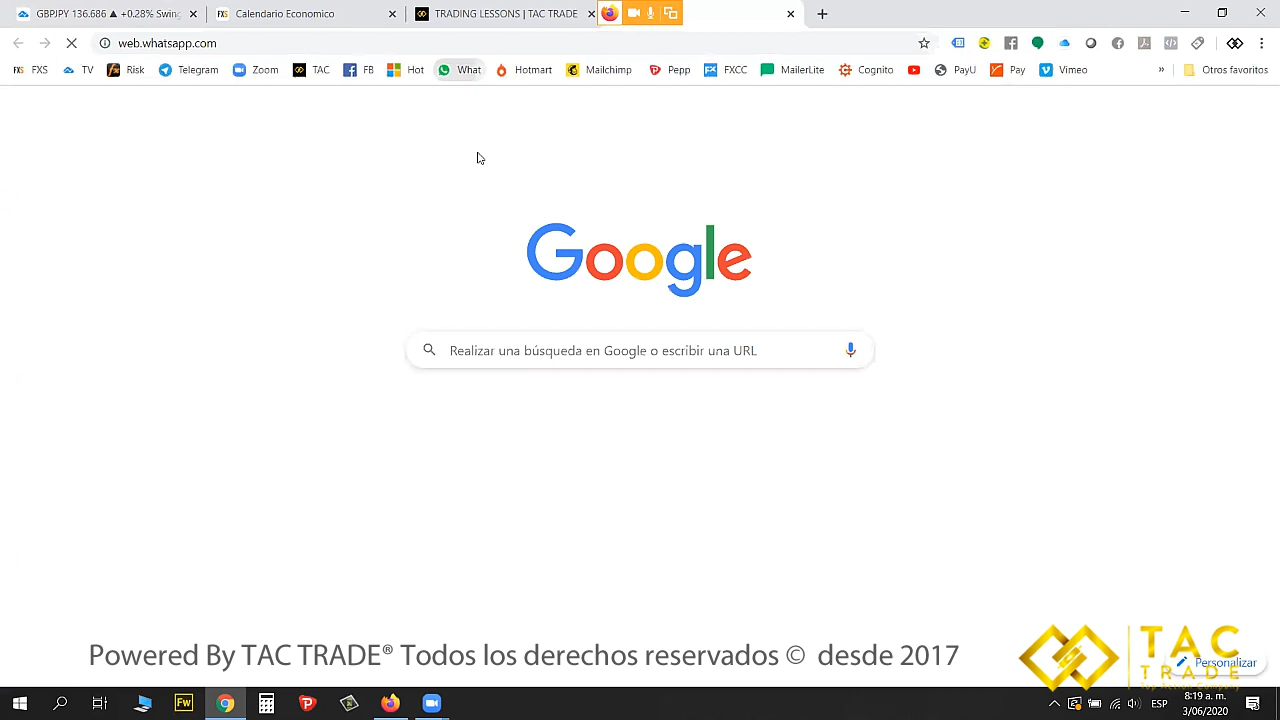 GBPJPY 136.686 ▲ +0.28% Swing
Calendario Economico
TRADING LESSONS | TAC TRADE
web.whatsapp.com
FXS
TV
Risk
Telegram
Zoom
TAC
FB
Hot
What
Hotmart
Mailchimp
Pepp
FXCC
MailerLite
Cognito
PayU
Pay
Vimeo
»
Otros favoritos
Google
Realizar una búsqueda en Google o escribir una URL
Powered By TAC TRADE® Todos los derechos reservados © desde 2017
TAC
TRADE
Personalizar
Fw
ESP
8:19 a. m.
3/06/2020